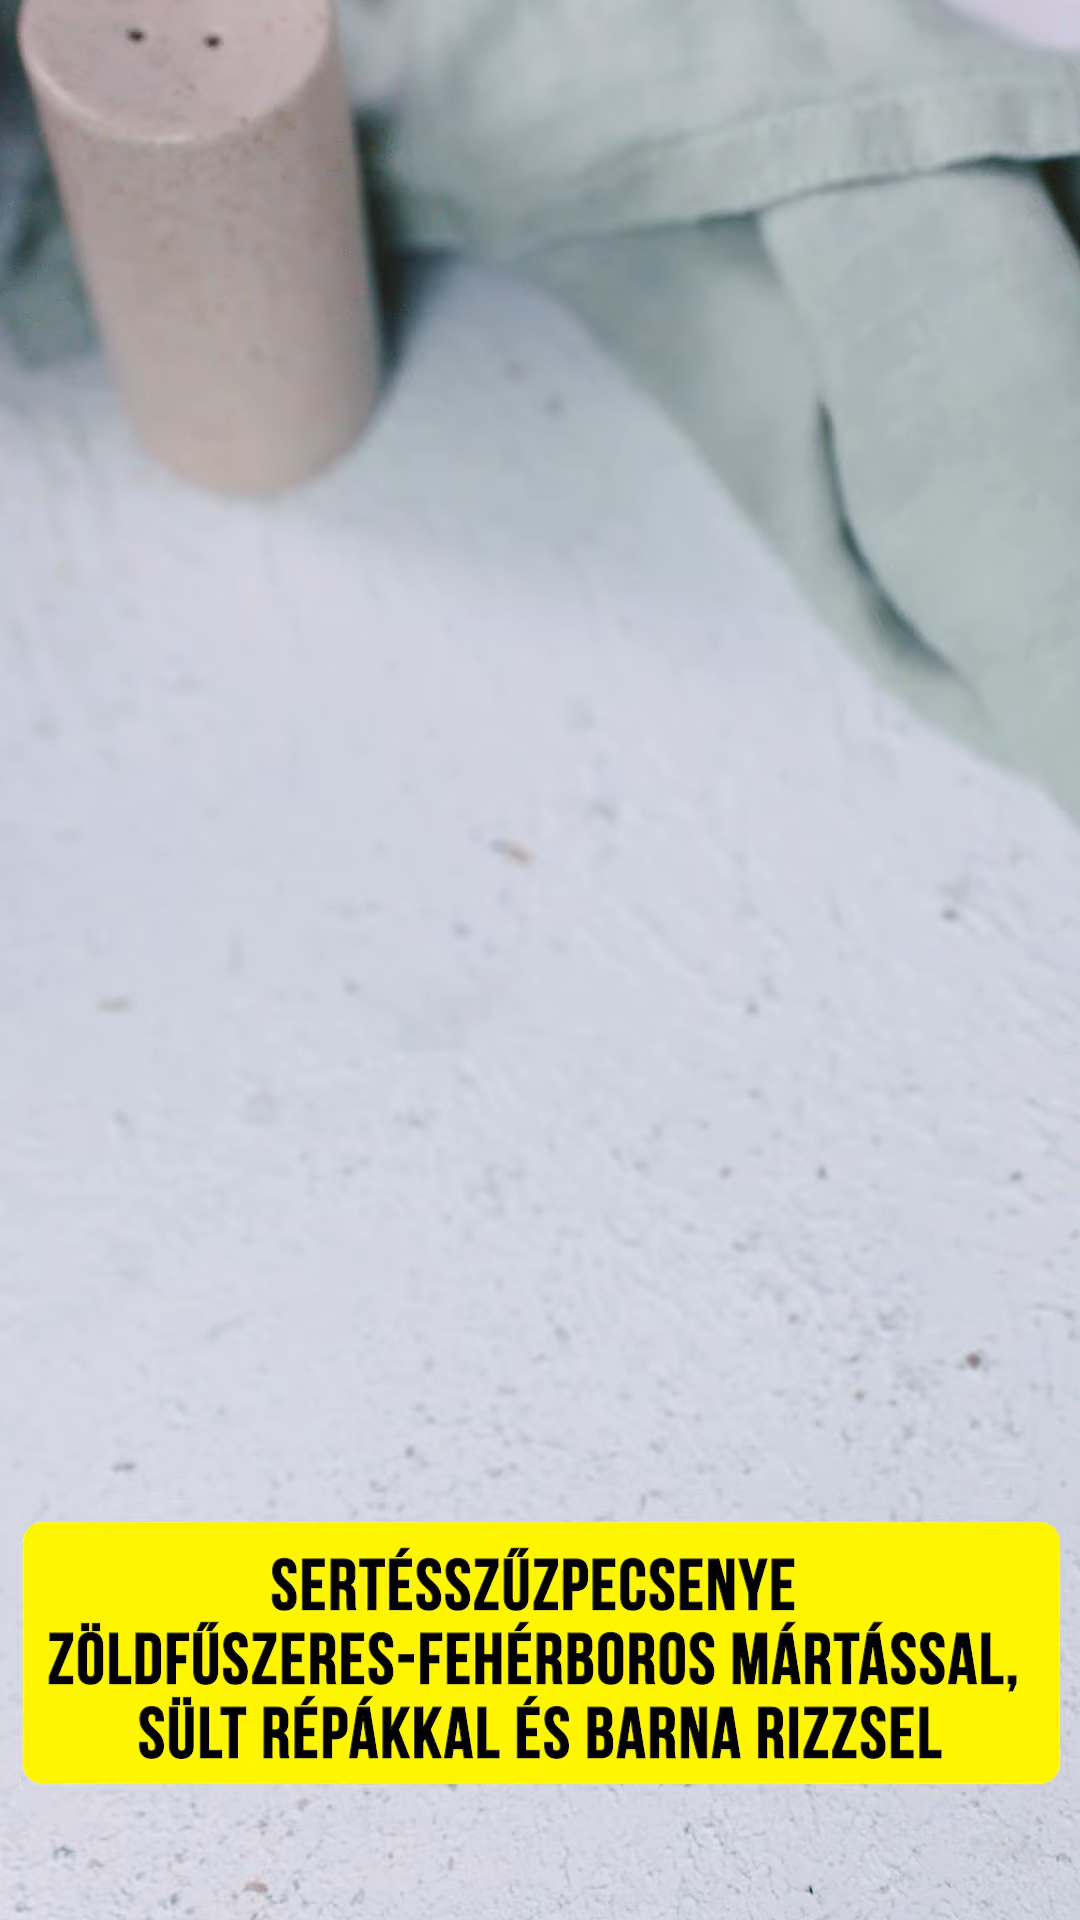 SERTÉSSZŰZPECSENYE
ZÖLDFŰSZERES-FEHÉRBOROS MÁRTÁSSAL,
SÜLT RÉPÁKKAL ÉS BARNA RIZZSEL